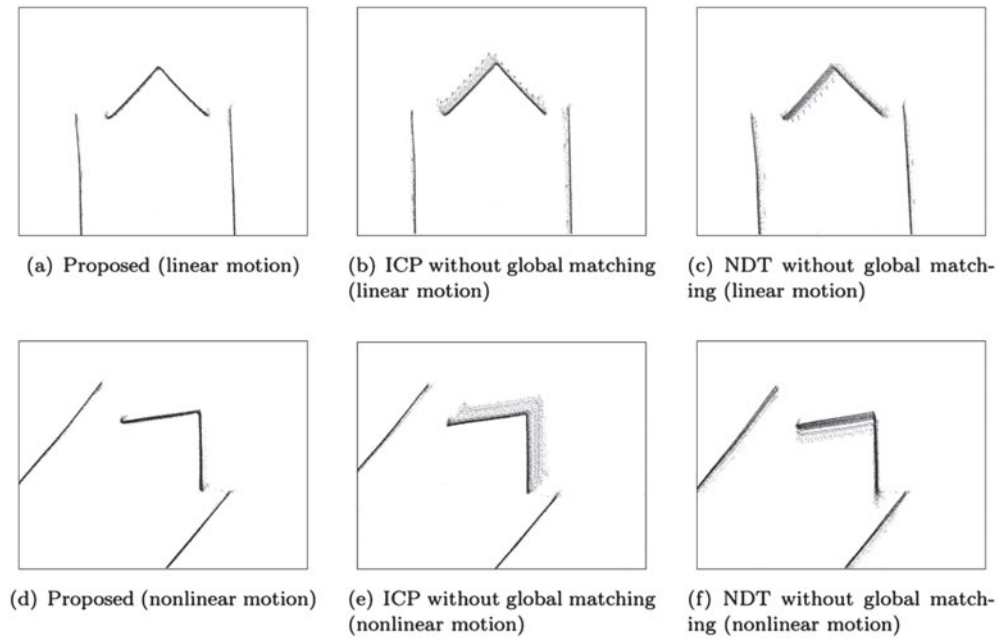 (a) Proposed (linear motion)
(b) ICP without global matching
(linear motion)
(c) NDT without global match-
ing (linear motion)
(d) Proposed (nonlinear motion)
(e) ICP without global matching
(nonlinear motion)
(f) NDT without global match-
ing (nonlinear motion)